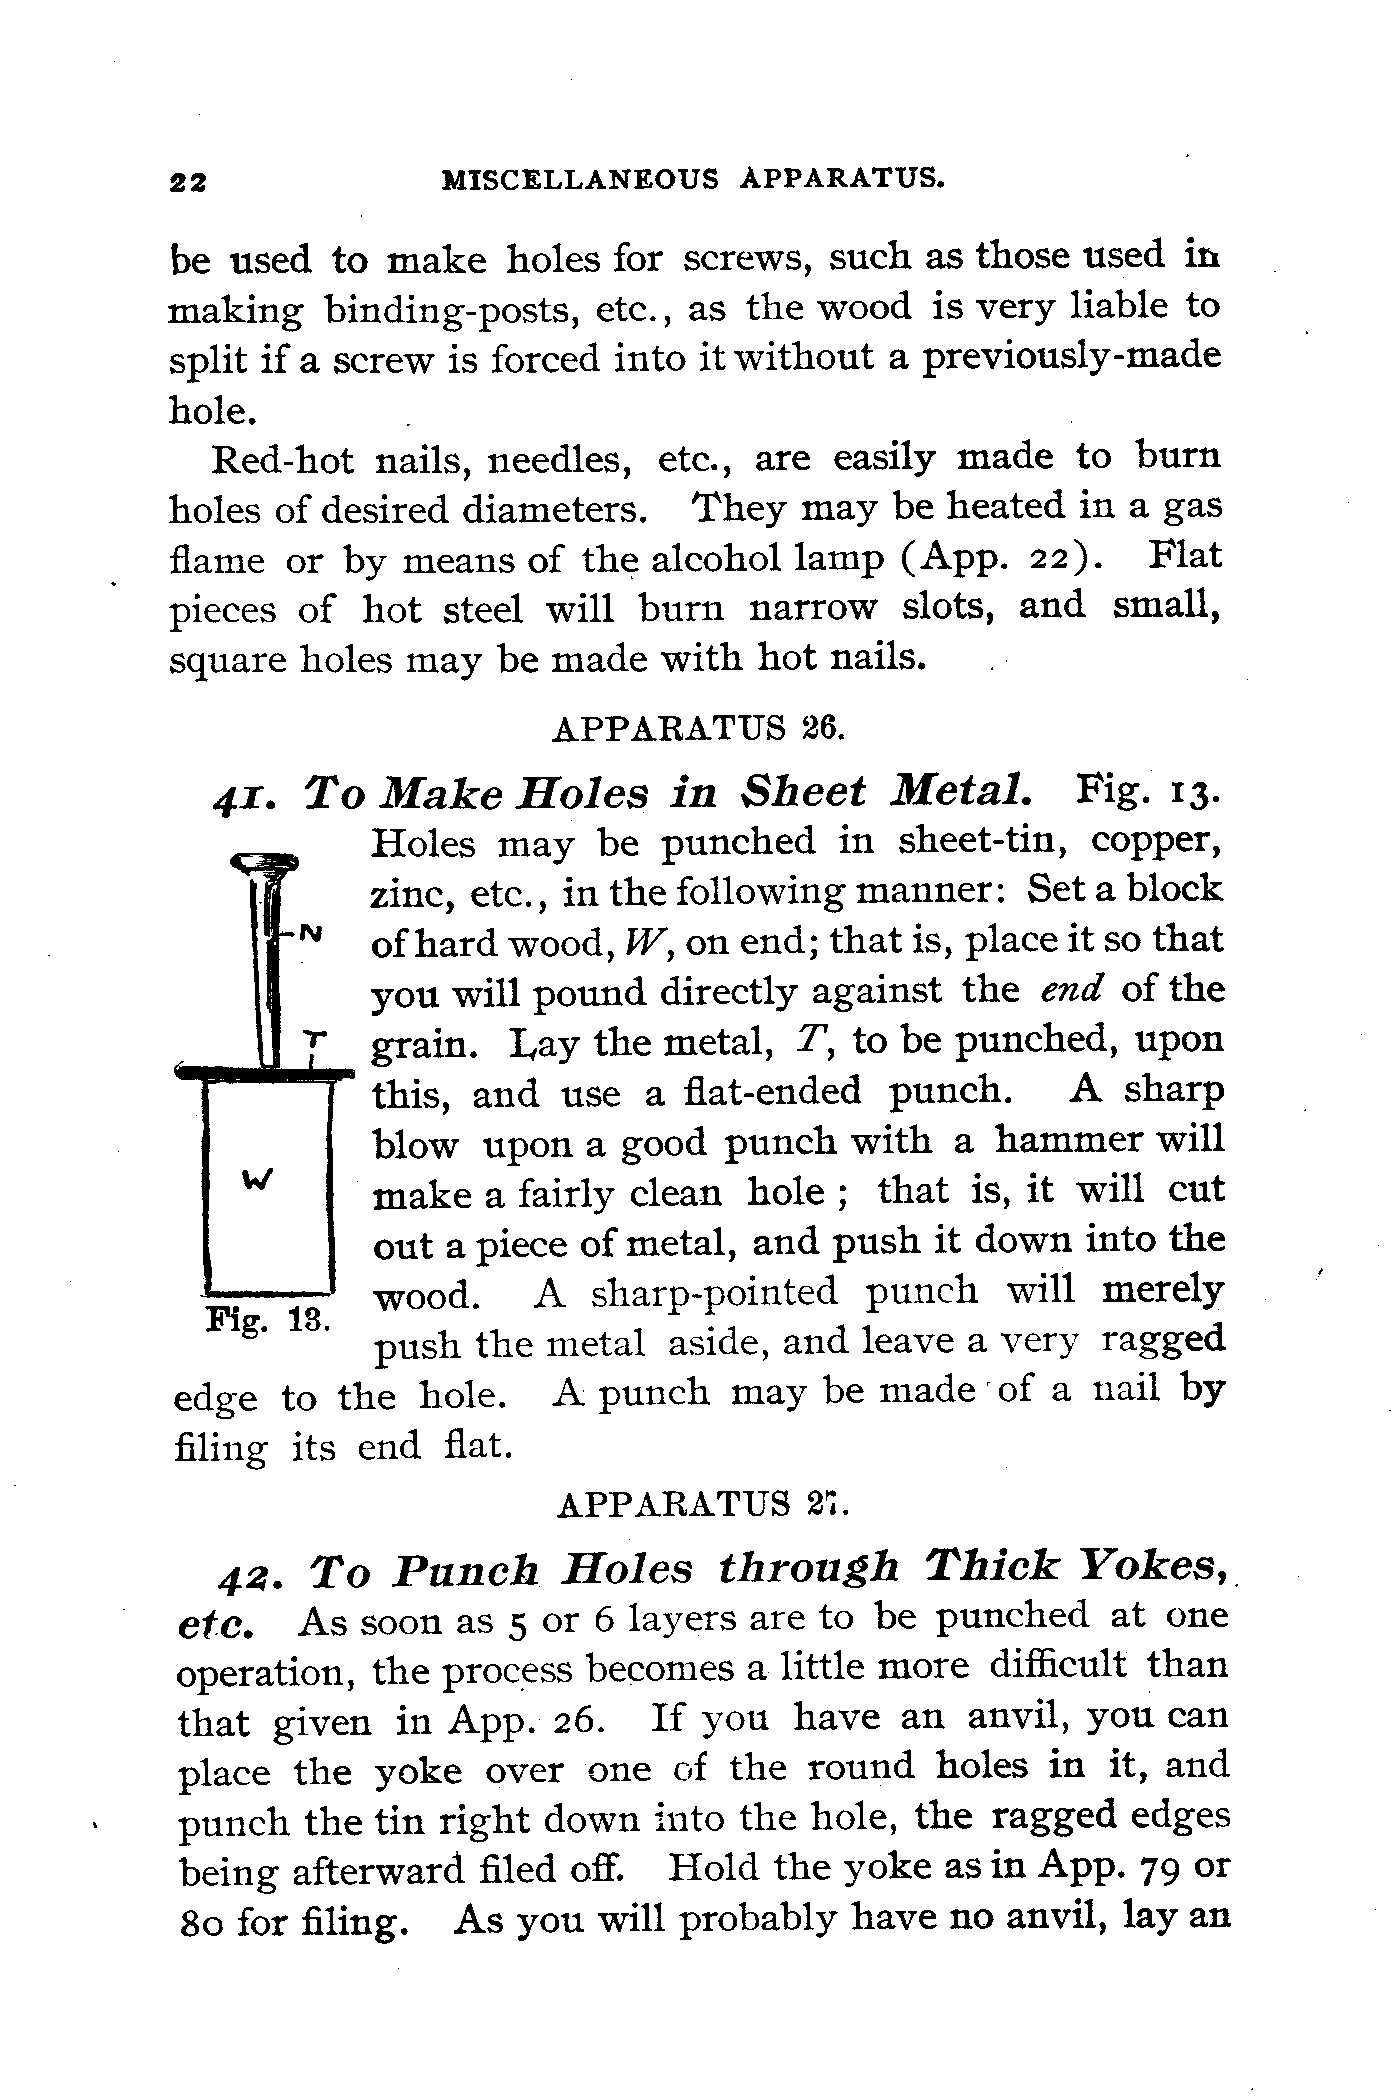 22 MISCELLANEOUS APPARATUS.
be used to make holes for screws, such as those used in
making binding-posts, etc., as the wood is very liable to
split if a screw is forced into it without a previously-made
hole.
Red-hot nails, needles, etc., are easily made to burn
holes of desired diameters. They may be heated in a gas
flame or by means of the alcohol lamp (App. 22). Flat
pieces of hot steel will burn narrow slots, and small,
square holes may be made with hot nails.
APPARATUS 26.
41. To Make Holes in Sheet Metal. Fig. 13.
Holes may be punched in sheet-tin, copper,
zinc, etc., in the following manner: Set a block
of hard wood, W, on end; that is, place it so that
you will pound directly against the end of the
grain. Lay the metal, T, to be punched, upon
this, and use a flat-ended punch. A sharp
blow upon a good punch with a hammer will
make a fairly clean hole ; that is, it will cut
out a piece of metal, and push it down into the
wood. A sharp-pointed punch will merely
push the metal aside, and leave a very ragged
edge to the hole. A punch may be made of a nail by
filing its end flat.
N
T
W
Fig. 13.
APPARATUS 27.
42. To Punch Holes through Thick Yokes,
etc. As soon as 5 or 6 layers are to be punched at one
operation, the process becomes a little more difficult than
that given in App. 26. If you have an anvil, you can
place the yoke over one of the round holes in it, and
punch the tin right down into the hole, the ragged edges
being afterward filed off. Hold the yoke as in App. 79 or
80 for filing. As you will probably have no anvil, lay an